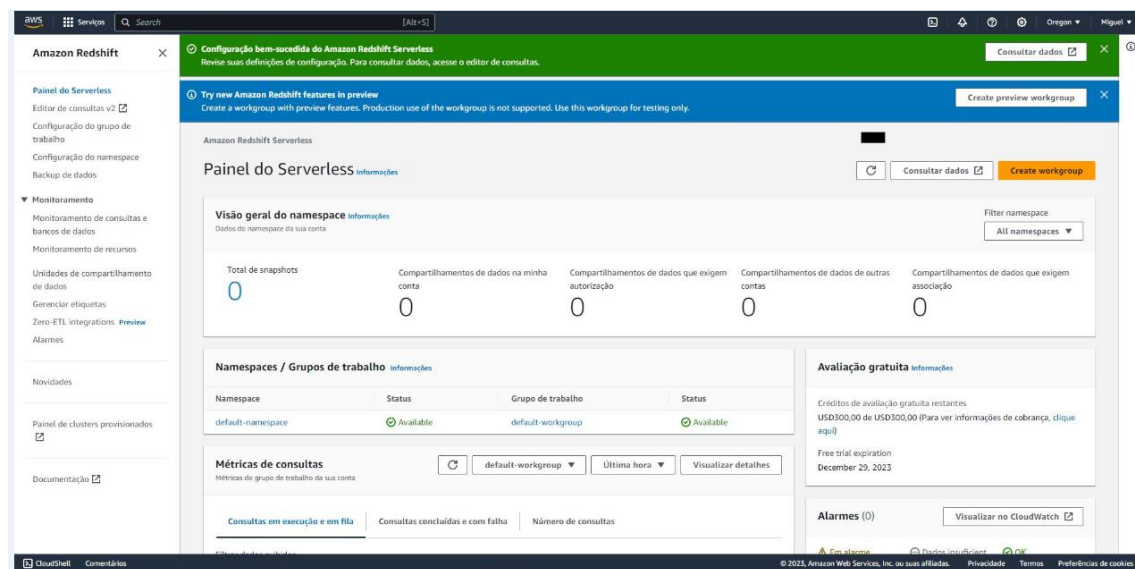 aws Serviços Search [Alt+S] Oregon Miguel
Amazon Redshift
Painel do Serverless
Editor de consultas v2
Configuração do grupo de
trabalho
Configuração do namespace
Backup de dados
Monitoramento
Monitoramento de consultas e
bancos de dados
Monitoramento de recursos
Unidades de compartilhamento
de dados
Gerenciar etiquetas
Zero-ETL integrations Preview
Alarmes
Novidades
Painel de clusters provisionados
Documentação
Configuração bem-sucedida do Amazon Redshift Serverless
Revise suas definições de configuração. Para consultar dados, acesse o editor de consultas.
Consultar dados
Try new Amazon Redshift features in preview
Create a workgroup with preview features. Production use of the workgroup is not supported. Use this workgroup for testing only.
Create preview workgroup
Amazon Redshift Serverless
Painel do Serverless Informações
Consultar dados Create workgroup
Visão geral do namespace Informações
Dados do namespace da sua conta
Filter namespace
All namespaces
Total de snapshots
0
Compartilhamentos de dados na minha
conta
0
Compartilhamentos de dados que exigem
autorização
0
Compartilhamentos de dados de outras
contas
0
Compartilhamentos de dados que exigem
associação
0
Namespaces / Grupos de trabalho Informações
Namespace Status Grupo de trabalho Status
default-namespace Available default-workgroup Available
Métricas de consultas
Métricas do grupo de trabalho da sua conta
default-workgroup Última hora Visualizar detalhes
Consultas em execução e em fila Consultas concluídas e com falha Número de consultas
Avaliação gratuita Informações
Créditos de avaliação gratuita restantes
USD300,00 de USD300,00 (Para ver informações de cobrança, clique
aqui)
Free trial expiration
December 29, 2023
Alarmes (0)
Visualizar no CloudWatch
Em alarme Dados insuficient OK
CloudShell Comentários © 2023, Amazon Web Services, Inc. ou suas afiliadas. Privacidade Termos Preferências de cookies